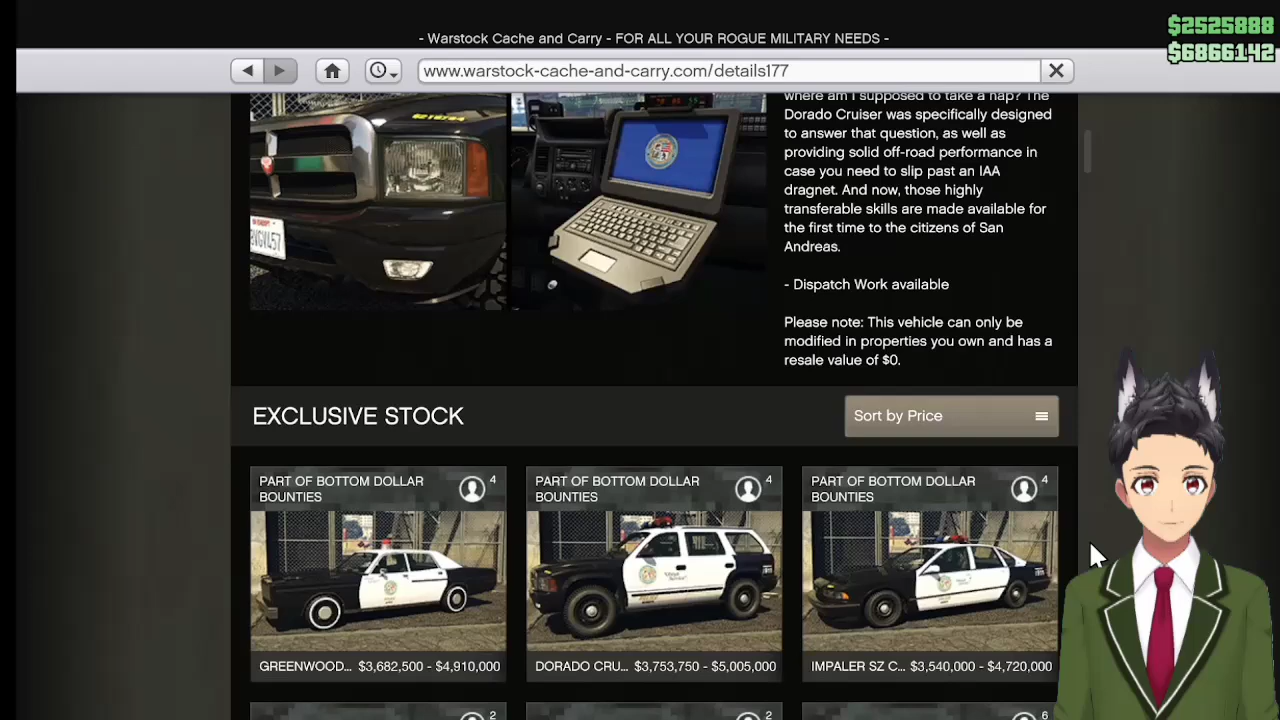 - Warstock Cache and Carry - FOR ALL YOUR ROGUE MILITARY NEEDS -
$2525888
$6866142
www.warstock-cache-and-carry.com/details177
where am I supposed to take a nap? The
Dorado Cruiser was specifically designed
to answer that question, as well as
providing solid off-road performance in
case you need to slip past an IAA
dragnet. And now, those highly
transferable skills are made available for
the first time to the citizens of San
Andreas.
- Dispatch Work available
Please note: This vehicle can only be
modified in properties you own and has a
resale value of $0.
EXCLUSIVE STOCK
Sort by Price
PART OF BOTTOM DOLLAR
BOUNTIES
4
GREENWOOD... $3,682,500 - $4,910,000
PART OF BOTTOM DOLLAR
BOUNTIES
4
DORADO CRU... $3,753,750 - $5,005,000
PART OF BOTTOM DOLLAR
BOUNTIES
4
IMPALER SZ C... $3,540,000 - $4,720,000
2
2
6